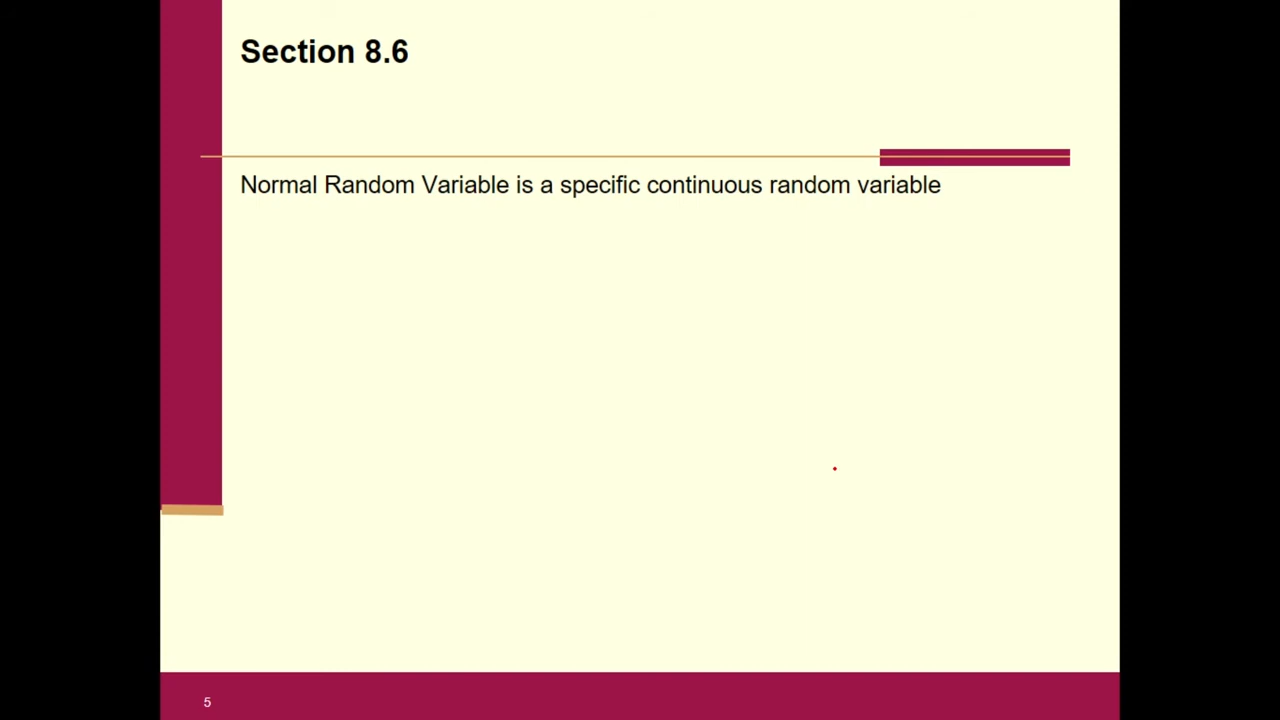 Section 8.6
Normal Random Variable is a specific continuous random variable
5